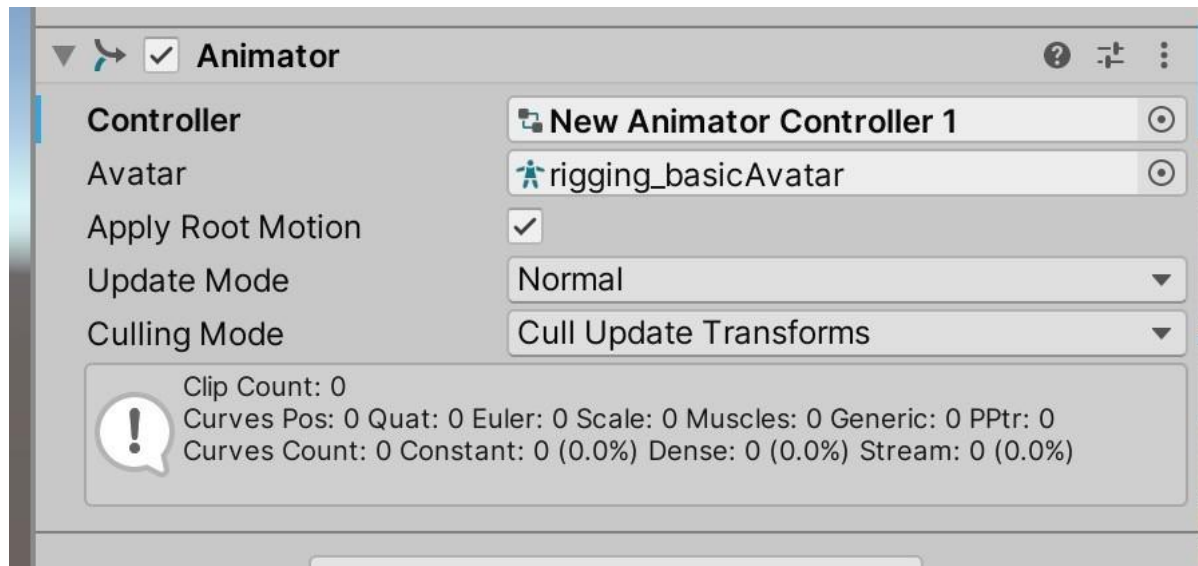 Animator
Controller New Animator Controller 1
Avatar rigging_basicAvatar
Apply Root Motion
Update Mode Normal
Culling Mode Cull Update Transforms
Clip Count: 0
Curves Pos: 0 Quat: 0 Euler: 0 Scale: 0 Muscles: 0 Generic: 0 PPtr: 0
Curves Count: 0 Constant: 0 (0.0%) Dense: 0 (0.0%) Stream: 0 (0.0%)